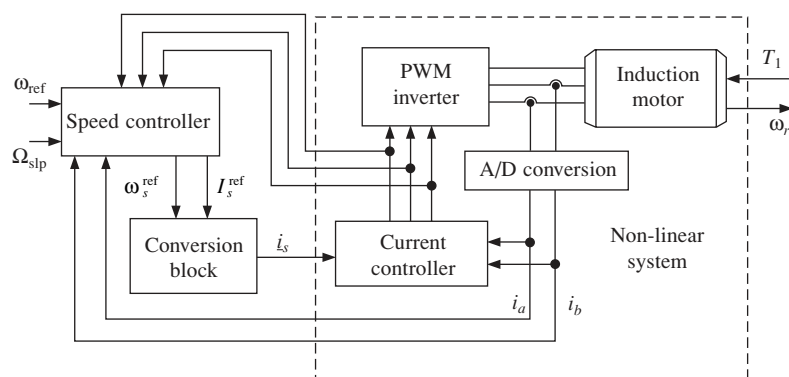 ω_ref
Speed controller
Ω_slp
ω_s^ref
I_s^ref
Conversion
block
i_s
PWM
inverter
Induction
motor
T_1
ω_r
A/D conversion
Current
controller
Non-linear
system
i_a
i_b